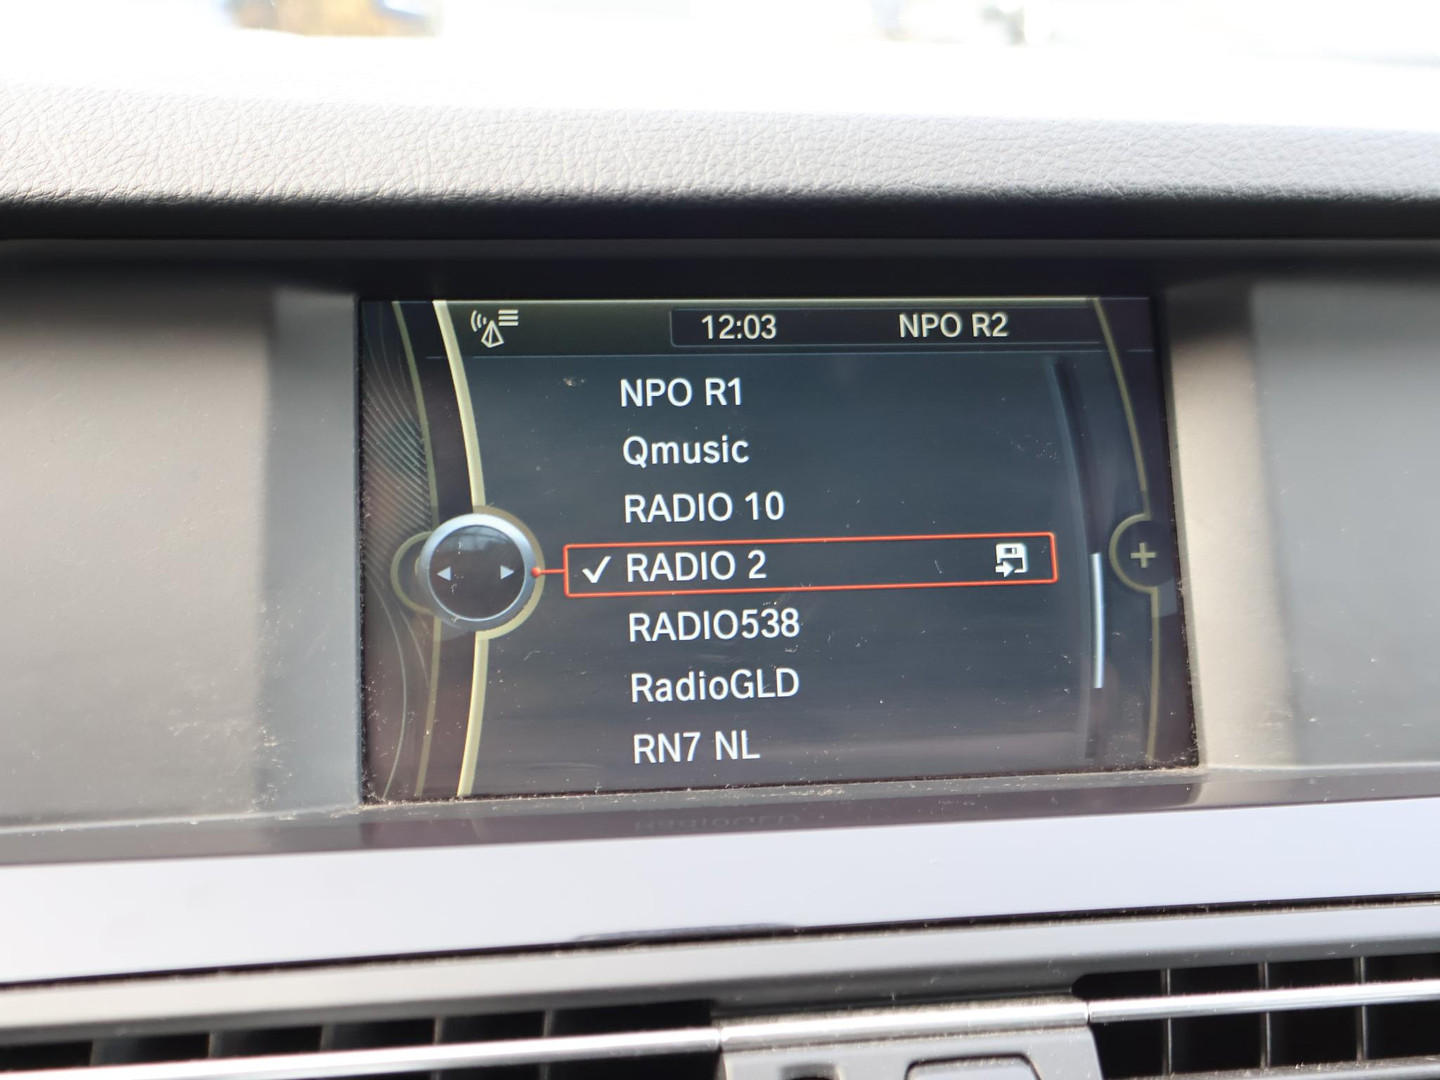 12:03 NPO R2
NPO R1
Qmusic
RADIO 10
✓ RADIO 2
RADIO538
RadioGLD
RN7 NL